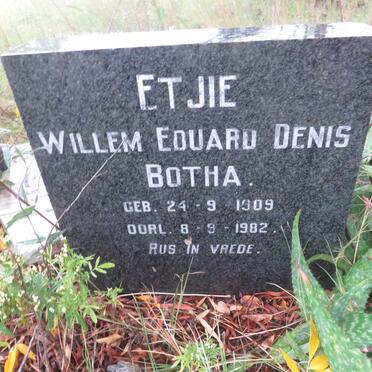 ETJIE
WILLEM EDUARD DENIS
BOTHA.
GEB. 24-9-1909
OORL. 8-9-1982.
RUS IN VREDE.